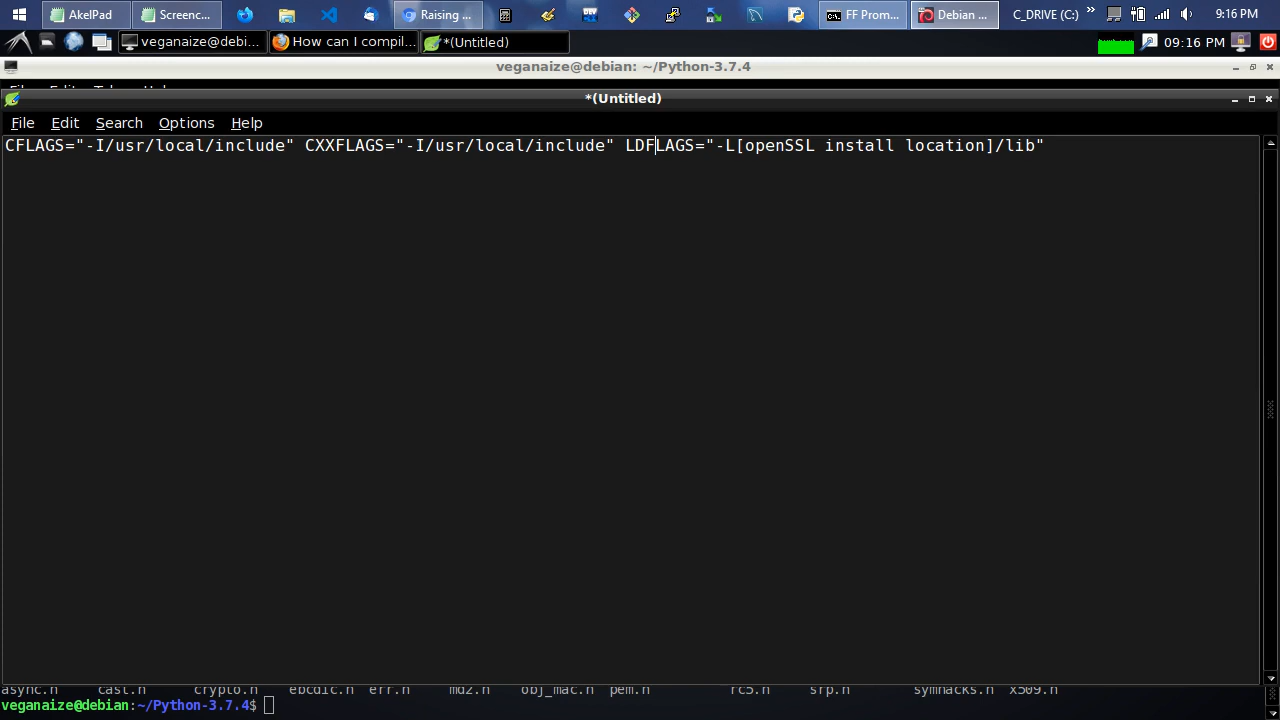 AkelPad Screenc... Raising ... FF Prom... Debian ... C_DRIVE (C:) » 9:16 PM
veganaize@debi... How can I compil... *(Untitled) 09:16 PM
veganaize@debian: ~/Python-3.7.4
*(Untitled)
File Edit Search Options Help
CFLAGS="-I/usr/local/include" CXXFLAGS="-I/usr/local/include" LDFLAGS="-L[openSSL install location]/lib"
async.h cast.h crypto.h ebcdic.h err.h md2.h obj_mac.h pem.h rc5.h srp.h symhacks.h x509.h
veganaize@debian:~/Python-3.7.4$